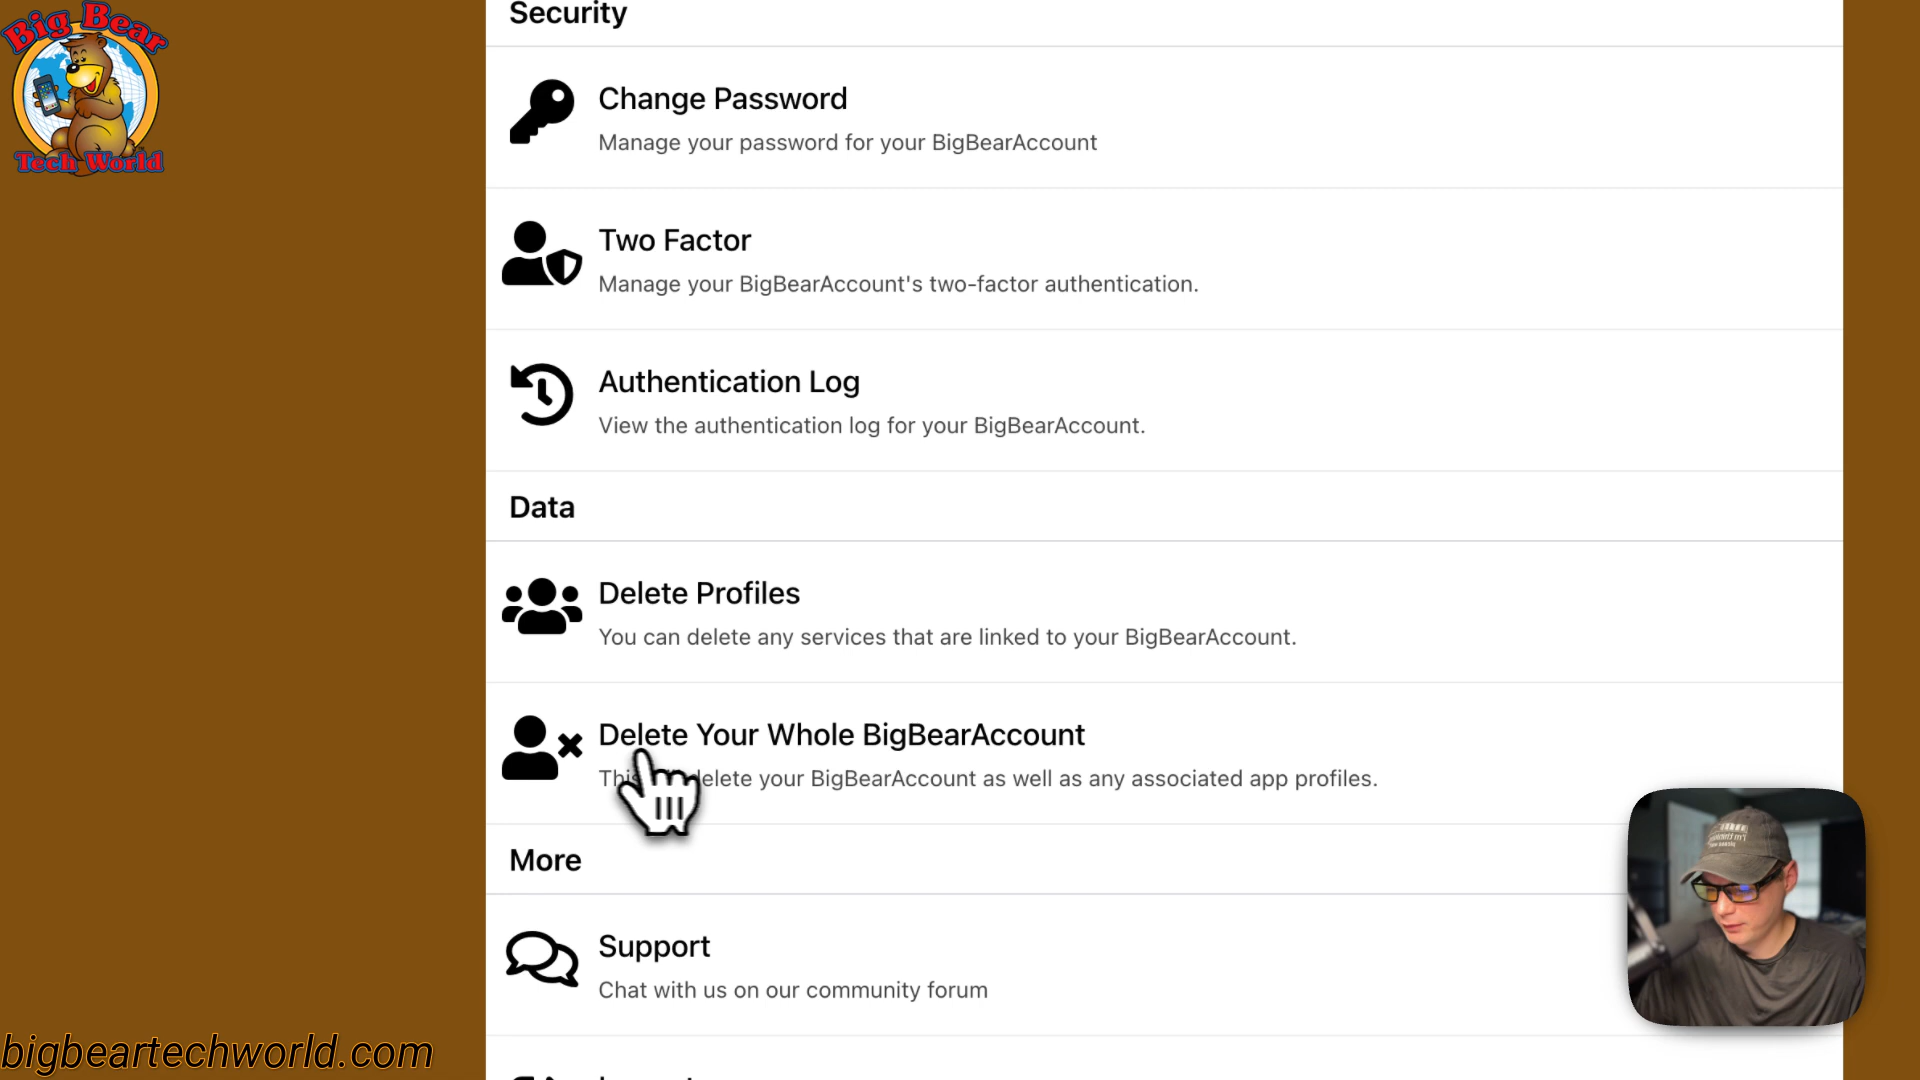 Big Bear
Tech World
Security
Change Password
Manage your password for your BigBearAccount
Two Factor
Manage your BigBearAccount's two-factor authentication.
Authentication Log
View the authentication log for your BigBearAccount.
Data
Delete Profiles
You can delete any services that are linked to your BigBearAccount.
Delete Your Whole BigBearAccount
This delete your BigBearAccount as well as any associated app profiles.
More
Support
Chat with us on our community forum
bigbeartechworld.com